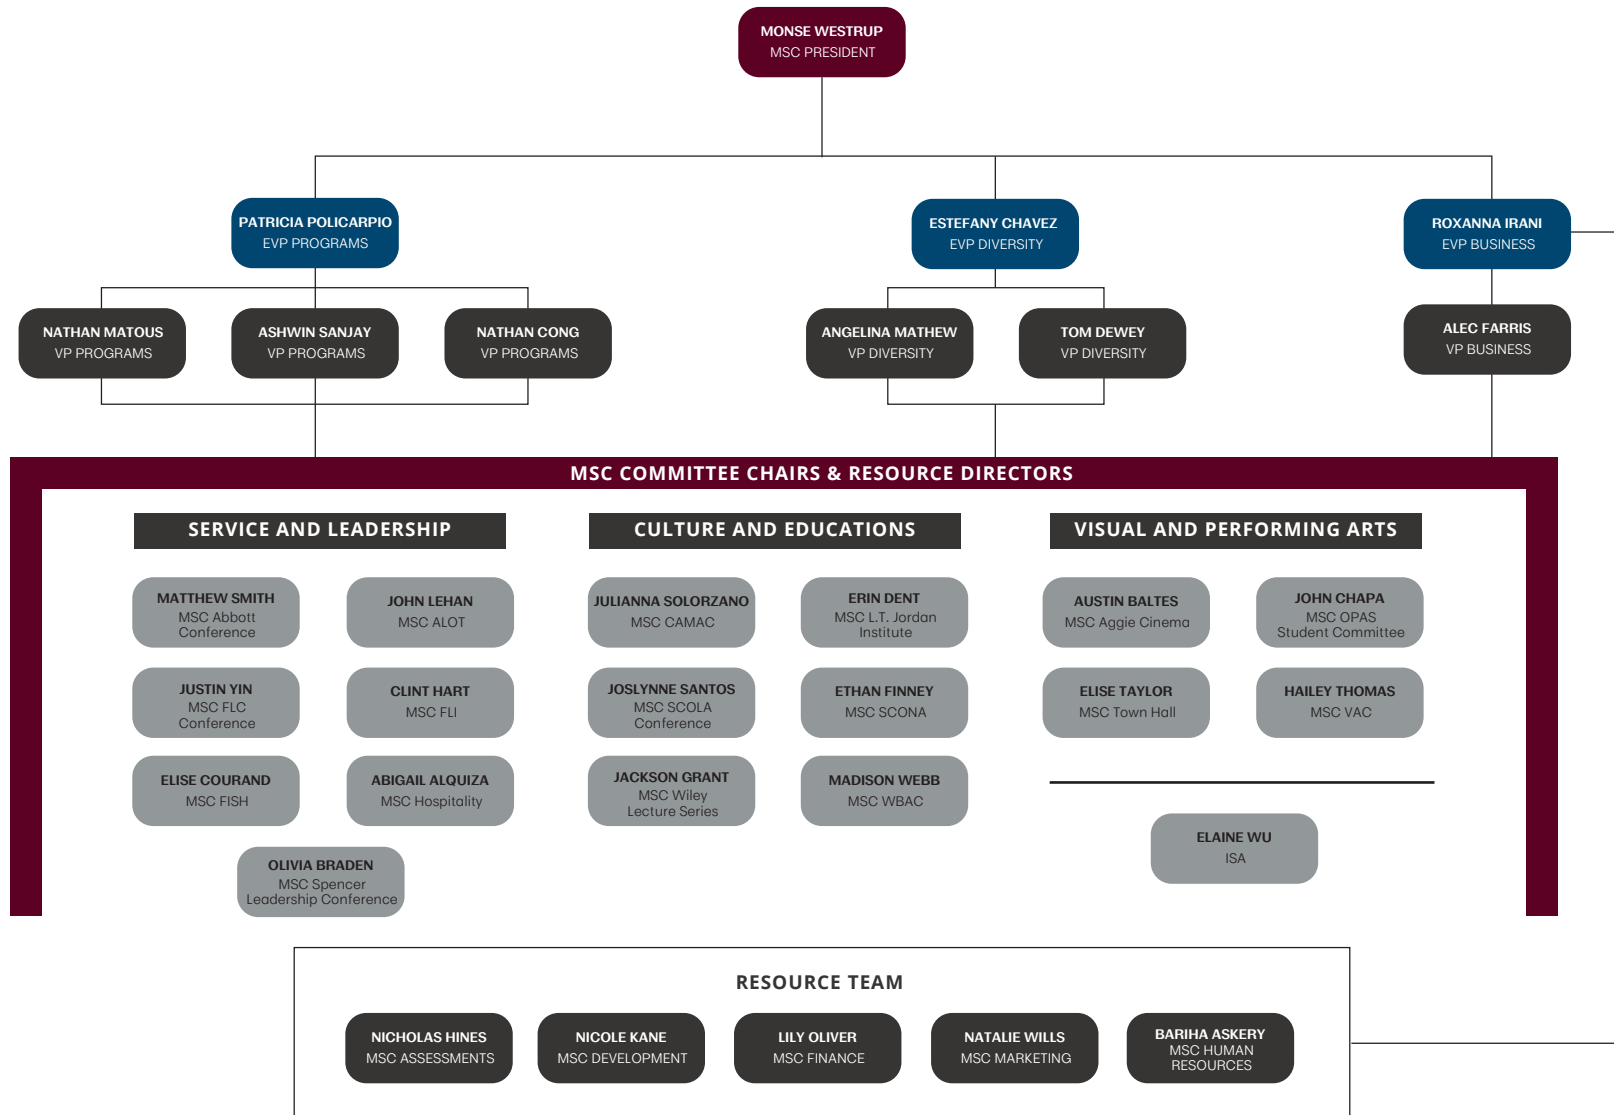 MONSE WESTRUP
MSC PRESIDENT
PATRICIA POLICARPIO
EVP PROGRAMS
ESTEFANY CHAVEZ
EVP DIVERSITY
ROXANNA IRANI
EVP BUSINESS
NATHAN MATOUS
VP PROGRAMS
ASHWIN SANJAY
VP PROGRAMS
NATHAN CONG
VP PROGRAMS
ANGELINA MATHEW
VP DIVERSITY
TOM DEWEY
VP DIVERSITY
ALEC FARRIS
VP BUSINESS
MSC COMMITTEE CHAIRS & RESOURCE DIRECTORS
SERVICE AND LEADERSHIP
MATTHEW SMITH
MSC Abbott
Conference
JOHN LEHAN
MSC ALOT
JUSTIN YIN
MSC FLC
Conference
CLINT HART
MSC FLI
ELISE COURAND
MSC FISH
ABIGAIL ALQUIZA
MSC Hospitality
OLIVIA BRADEN
MSC Spencer
Leadership Conference
CULTURE AND EDUCATIONS
JULIANNA SOLORZANO
MSC CAMAC
ERIN DENT
MSC L.T. Jordan
Institute
JOSLYNNE SANTOS
MSC SCOLA
Conference
ETHAN FINNEY
MSC SCONA
JACKSON GRANT
MSC Wiley
Lecture Series
MADISON WEBB
MSC WBAC
VISUAL AND PERFORMING ARTS
AUSTIN BALTES
MSC Aggie Cinema
JOHN CHAPA
MSC OPAS
Student Committee
ELISE TAYLOR
MSC Town Hall
HAILEY THOMAS
MSC VAC
ELAINE WU
ISA
RESOURCE TEAM
NICHOLAS HINES
MSC ASSESSMENTS
NICOLE KANE
MSC DEVELOPMENT
LILY OLIVER
MSC FINANCE
NATALIE WILLS
MSC MARKETING
BARIHA ASKERY
MSC HUMAN
RESOURCES